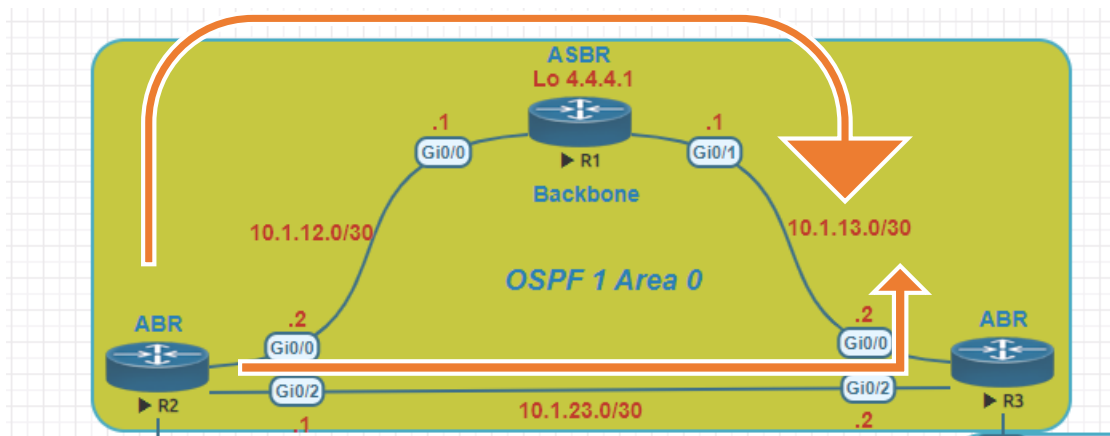 ASBR
Lo 4.4.4.1
.1
.1
Gi0/0
Gi0/1
▶ R1
Backbone
10.1.12.0/30
10.1.13.0/30
OSPF 1 Area 0
ABR
.2
.2
ABR
Gi0/0
Gi0/0
Gi0/2
Gi0/2
▶ R2
▶ R3
10.1.23.0/30
.1
.2